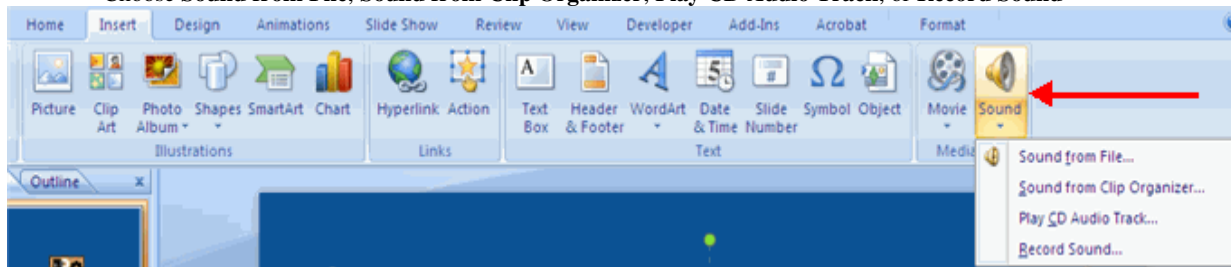 Choose Sound from File, Sound from Clip Organizer, Play CD Audio Track, or Record Sound
Home Insert Design Animations Slide Show Review View Developer Add-Ins Acrobat Format
Picture Clip Art Photo Album Shapes SmartArt Chart Hyperlink Action Text Box Header & Footer WordArt Date & Time Slide Number Symbol Object Movie Sound
Illustrations Links Text Media
Sound from File...
Sound from Clip Organizer...
Play CD Audio Track...
Record Sound...
Outline x